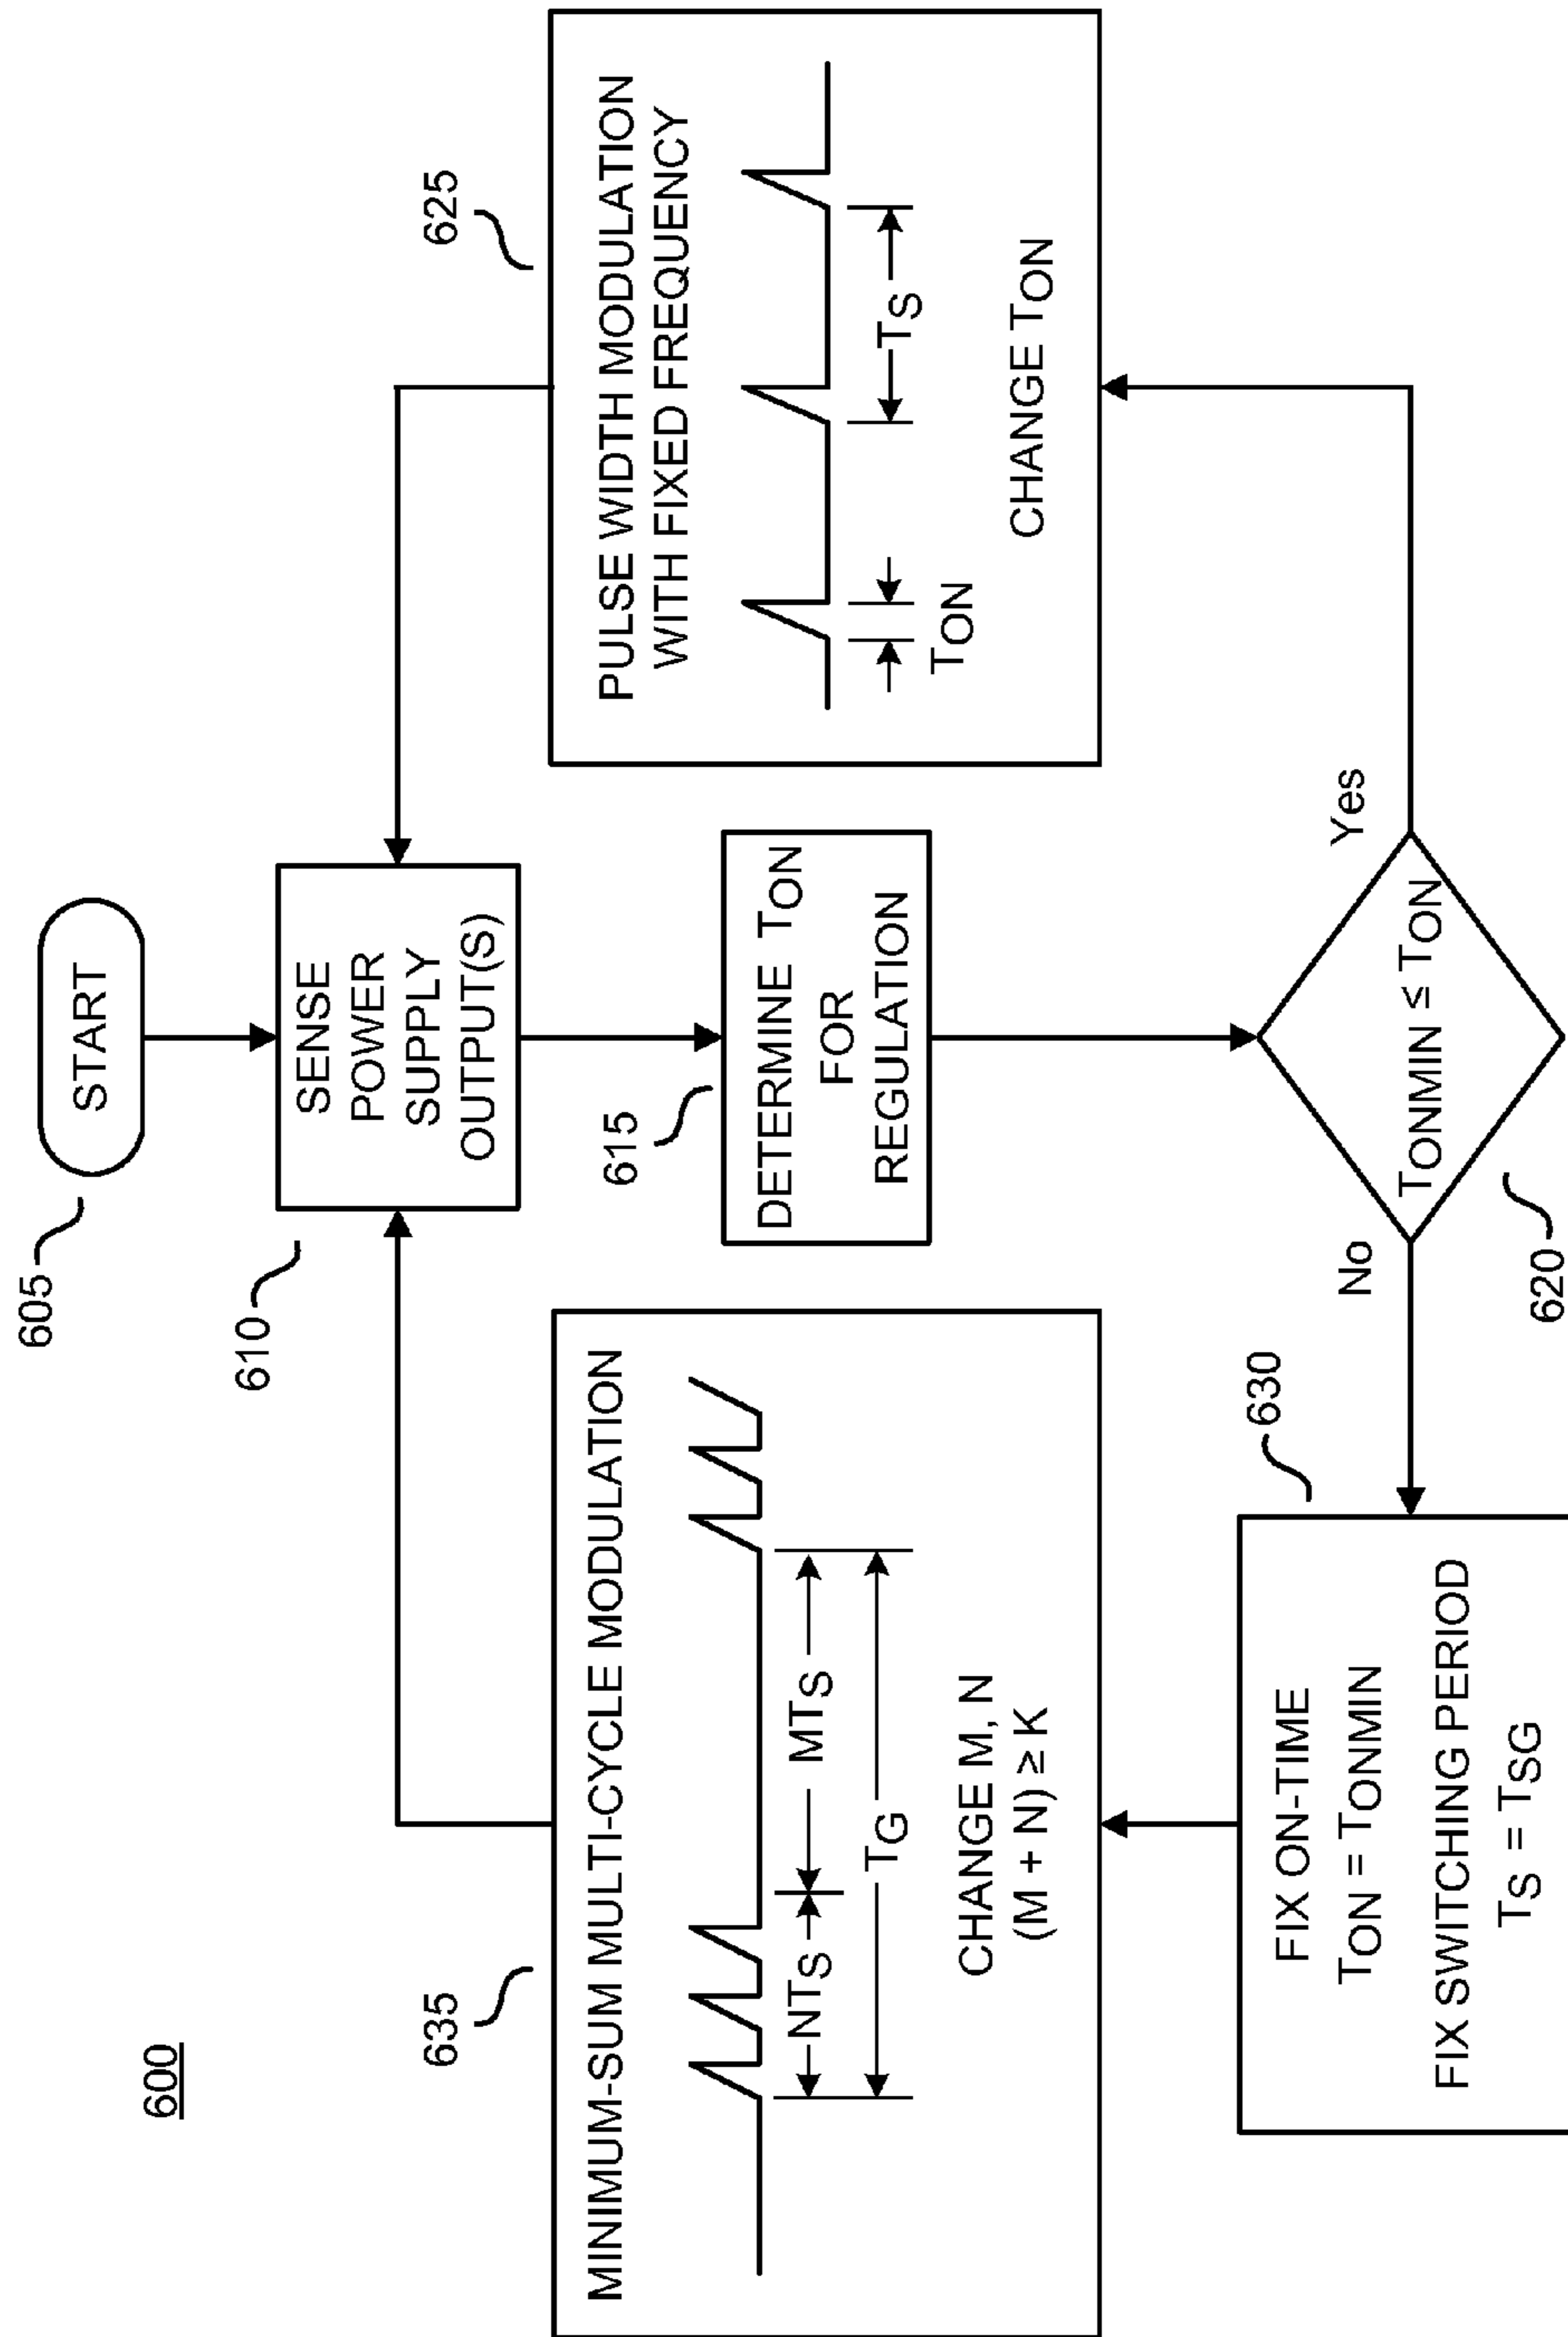 600
605
START
610
SENSE
POWER
SUPPLY
OUTPUT(S)
615
DETERMINE TON
FOR
REGULATION
620
TONMIN ≤ TON
Yes
No
625
PULSE WIDTH MODULATION
WITH FIXED FREQUENCY
TON
TS
CHANGE TON
630
FIX ON-TIME
TON = TONMIN
FIX SWITCHING PERIOD
TS = TSG
635
MINIMUM-SUM MULTI-CYCLE MODULATION
NTS
MTS
TG
CHANGE M, N
(M + N) ≥ K